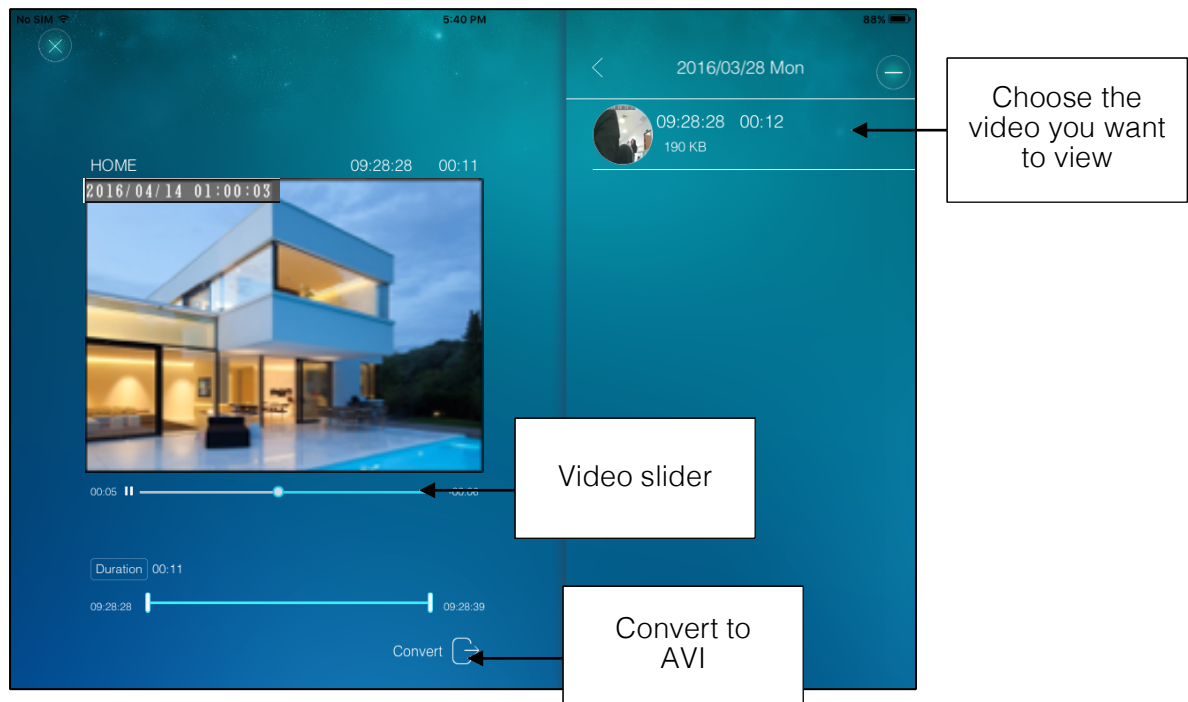 No SIM 5:40 PM 88%
2016/03/28 Mon
09:28:28 00:12
190 KB
Choose the
video you want
to view
HOME 09:28:28 00:11
2016/04/14 01:00:03
00:05 -00:06
Video slider
Duration 00:11
09:28:28 09:28:39
Convert
Convert to
AVI